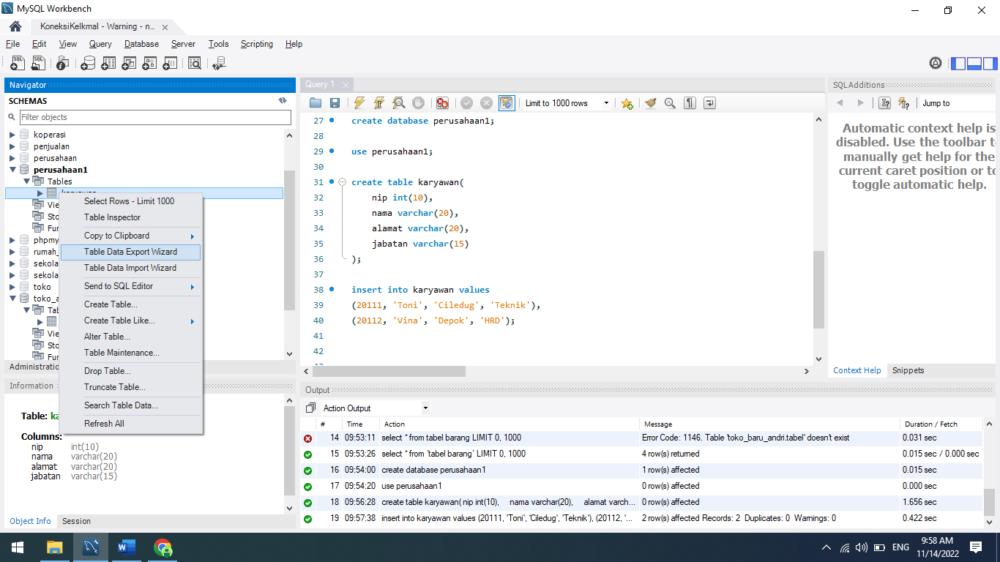 MySQL Workbench
KoneksiKelkmal - Warning - n...
File Edit View Query Database Server Tools Scripting Help
Navigator
SCHEMAS
Filter objects
koperasi
penjualan
perusahaan
perusahaan1
Tables
karyawan
Vie
Sto
Fun
phpmy
rumah_
sekola
sekola
toko
toko_a
Tab
Vie
Sto
Fun
Select Rows - Limit 1000
Table Inspector
Copy to Clipboard
Table Data Export Wizard
Table Data Import Wizard
Send to SQL Editor
Create Table...
Create Table Like...
Alter Table...
Table Maintenance...
Drop Table...
Truncate Table...
Search Table Data...
Refresh All
Administratio
Information
Table: ka
Columns:
nip int(10)
nama varchar(20)
alamat varchar(20)
jabatan varchar(15)
Object Info Session
Query 1
Limit to 1000 rows
27 create database perusahaan1;
28
29 use perusahaan1;
30
31 create table karyawan(
32 nip int(10),
33 nama varchar(20),
34 alamat varchar(20),
35 jabatan varchar(15)
36 );
37
38 insert into karyawan values
39 (20111, 'Toni', 'Ciledug', 'Teknik'),
40 (20112, 'Vina', 'Depok', 'HRD');
41
42
SQLAdditions
Jump to
Automatic context help is
disabled. Use the toolbar to
manually get help for the
current caret position or to
toggle automatic help.
Context Help Snippets
Output
Action Output
# Time Action Message Duration / Fetch
14 09:53:11 select * from tabel barang LIMIT 0, 1000 Error Code: 1146. Table 'toko_baru_andri.tabel' doesn't exist 0.031 sec
15 09:53:26 select * from `tabel barang` LIMIT 0, 1000 4 row(s) returned 0.015 sec / 0.000 sec
16 09:54:00 create database perusahaan1 1 row(s) affected 0.015 sec
17 09:54:20 use perusahaan1 0 row(s) affected 0.000 sec
18 09:56:28 create table karyawan( nip int(10), nama varchar(20), alamat varch... 0 row(s) affected 1.656 sec
19 09:57:38 insert into karyawan values (20111, 'Toni', 'Ciledug', 'Teknik'), (20112, '... 2 row(s) affected Records: 2 Duplicates: 0 Warnings: 0 0.422 sec
ENG
9:58 AM
11/14/2022